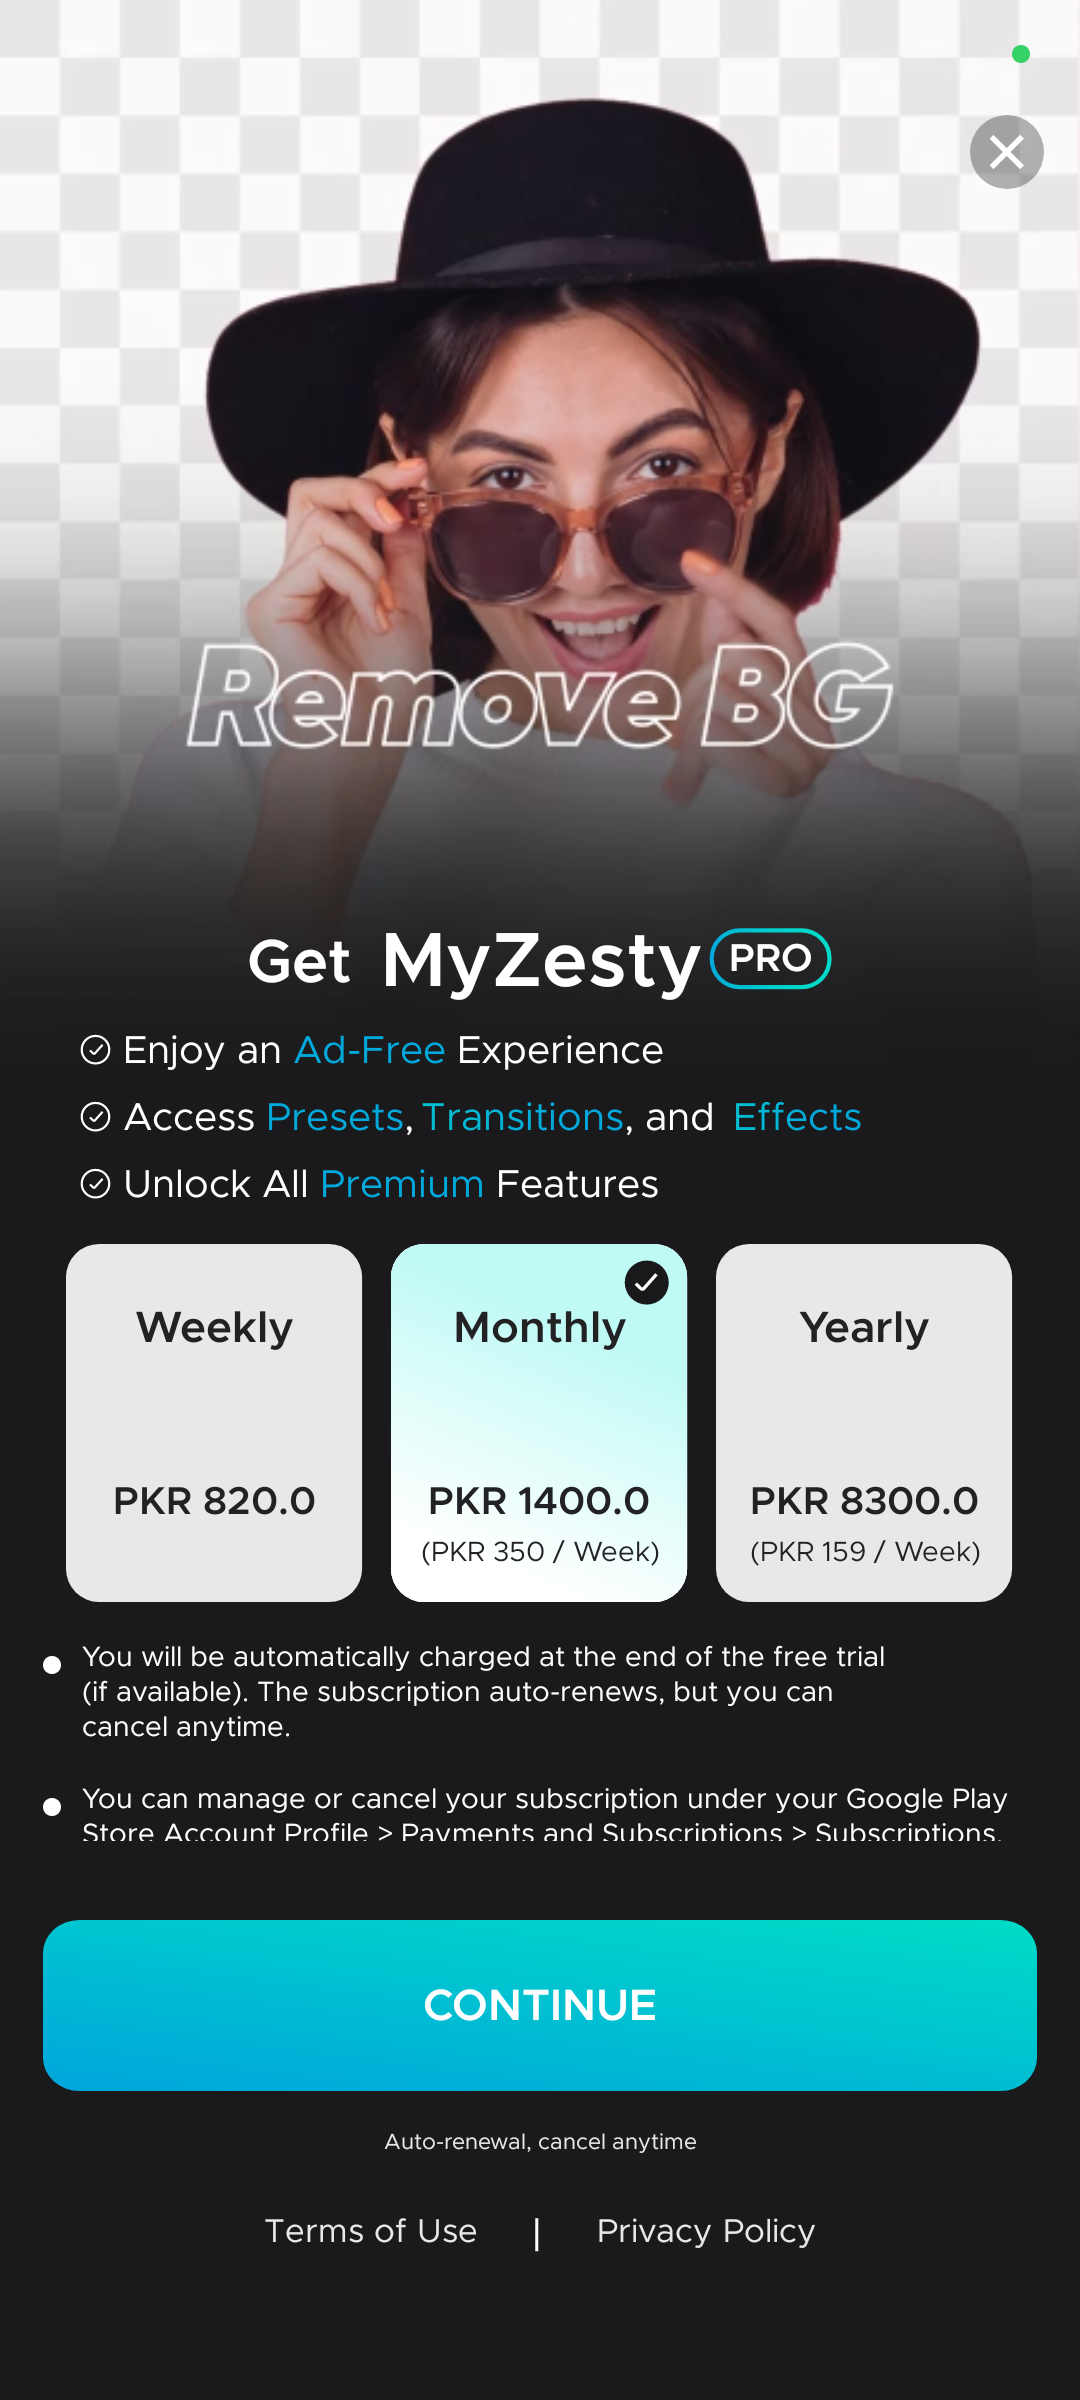 Remove BG
Get MyZesty PRO
Enjoy an Ad-Free Experience
Access Presets, Transitions, and Effects
Unlock All Premium Features
Weekly
PKR 820.0
Monthly
PKR 1400.0
(PKR 350 / Week)
Yearly
PKR 8300.0
(PKR 159 / Week)
You will be automatically charged at the end of the free trial
(if available). The subscription auto-renews, but you can
cancel anytime.
You can manage or cancel your subscription under your Google Play
Store Account Profile > Payments and Subscriptions > Subscriptions.
CONTINUE
Auto-renewal, cancel anytime
Terms of Use | Privacy Policy